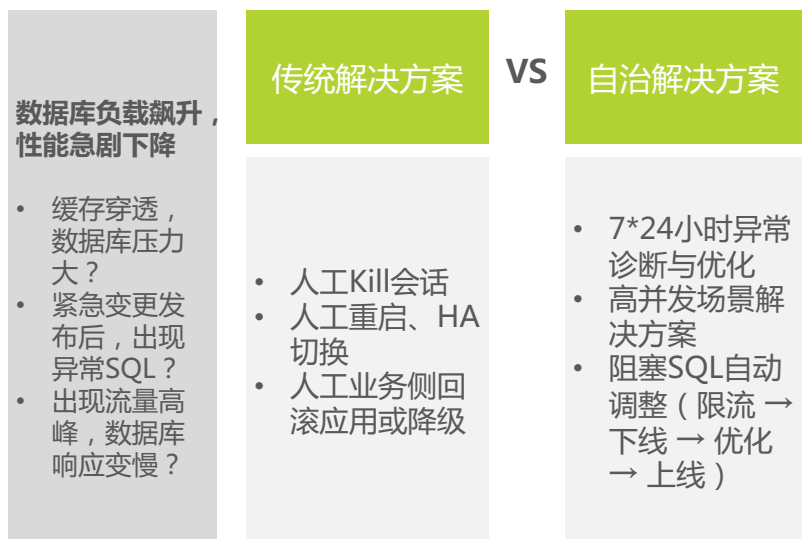 数据库负载飙升，
性能急剧下降
• 缓存穿透，
数据库压力
大？
• 紧急变更发
布后，出现
异常SQL？
• 出现流量高
峰，数据库
响应变慢？
传统解决方案
• 人工Kill会话
• 人工重启、HA
切换
• 人工业务侧回
滚应用或降级
VS
自治解决方案
• 7*24小时异常
诊断与优化
• 高并发场景解
决方案
• 阻塞SQL自动
调整（限流 →
下线 → 优化
→ 上线）